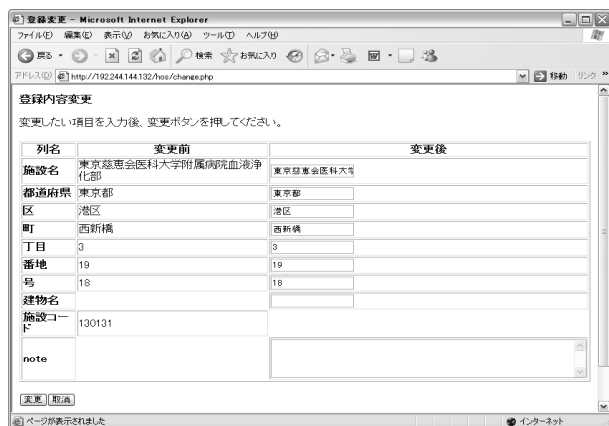 登録変更 - Microsoft Internet Explorer
ファイル(F) 編集(E) 表示(V) お気に入り(A) ツール(T) ヘルプ(H)
戻る 検索 お気に入り
アドレス(D) http://192.244.144.132/hos/change.php 移動 リンク »
登録内容変更
変更したい項目を入力後、変更ボタンを押してください。
列名 変更前 変更後
施設名 東京慈恵会医科大学附属病院血液浄化部 東京慈恵会医科大学
都道府県 東京都 東京都
区 港区 港区
町 西新橋 西新橋
丁目 3 3
番地 19 19
号 18 18
建物名
施設コード 130131
note
変更 取消
ページが表示されました インターネット